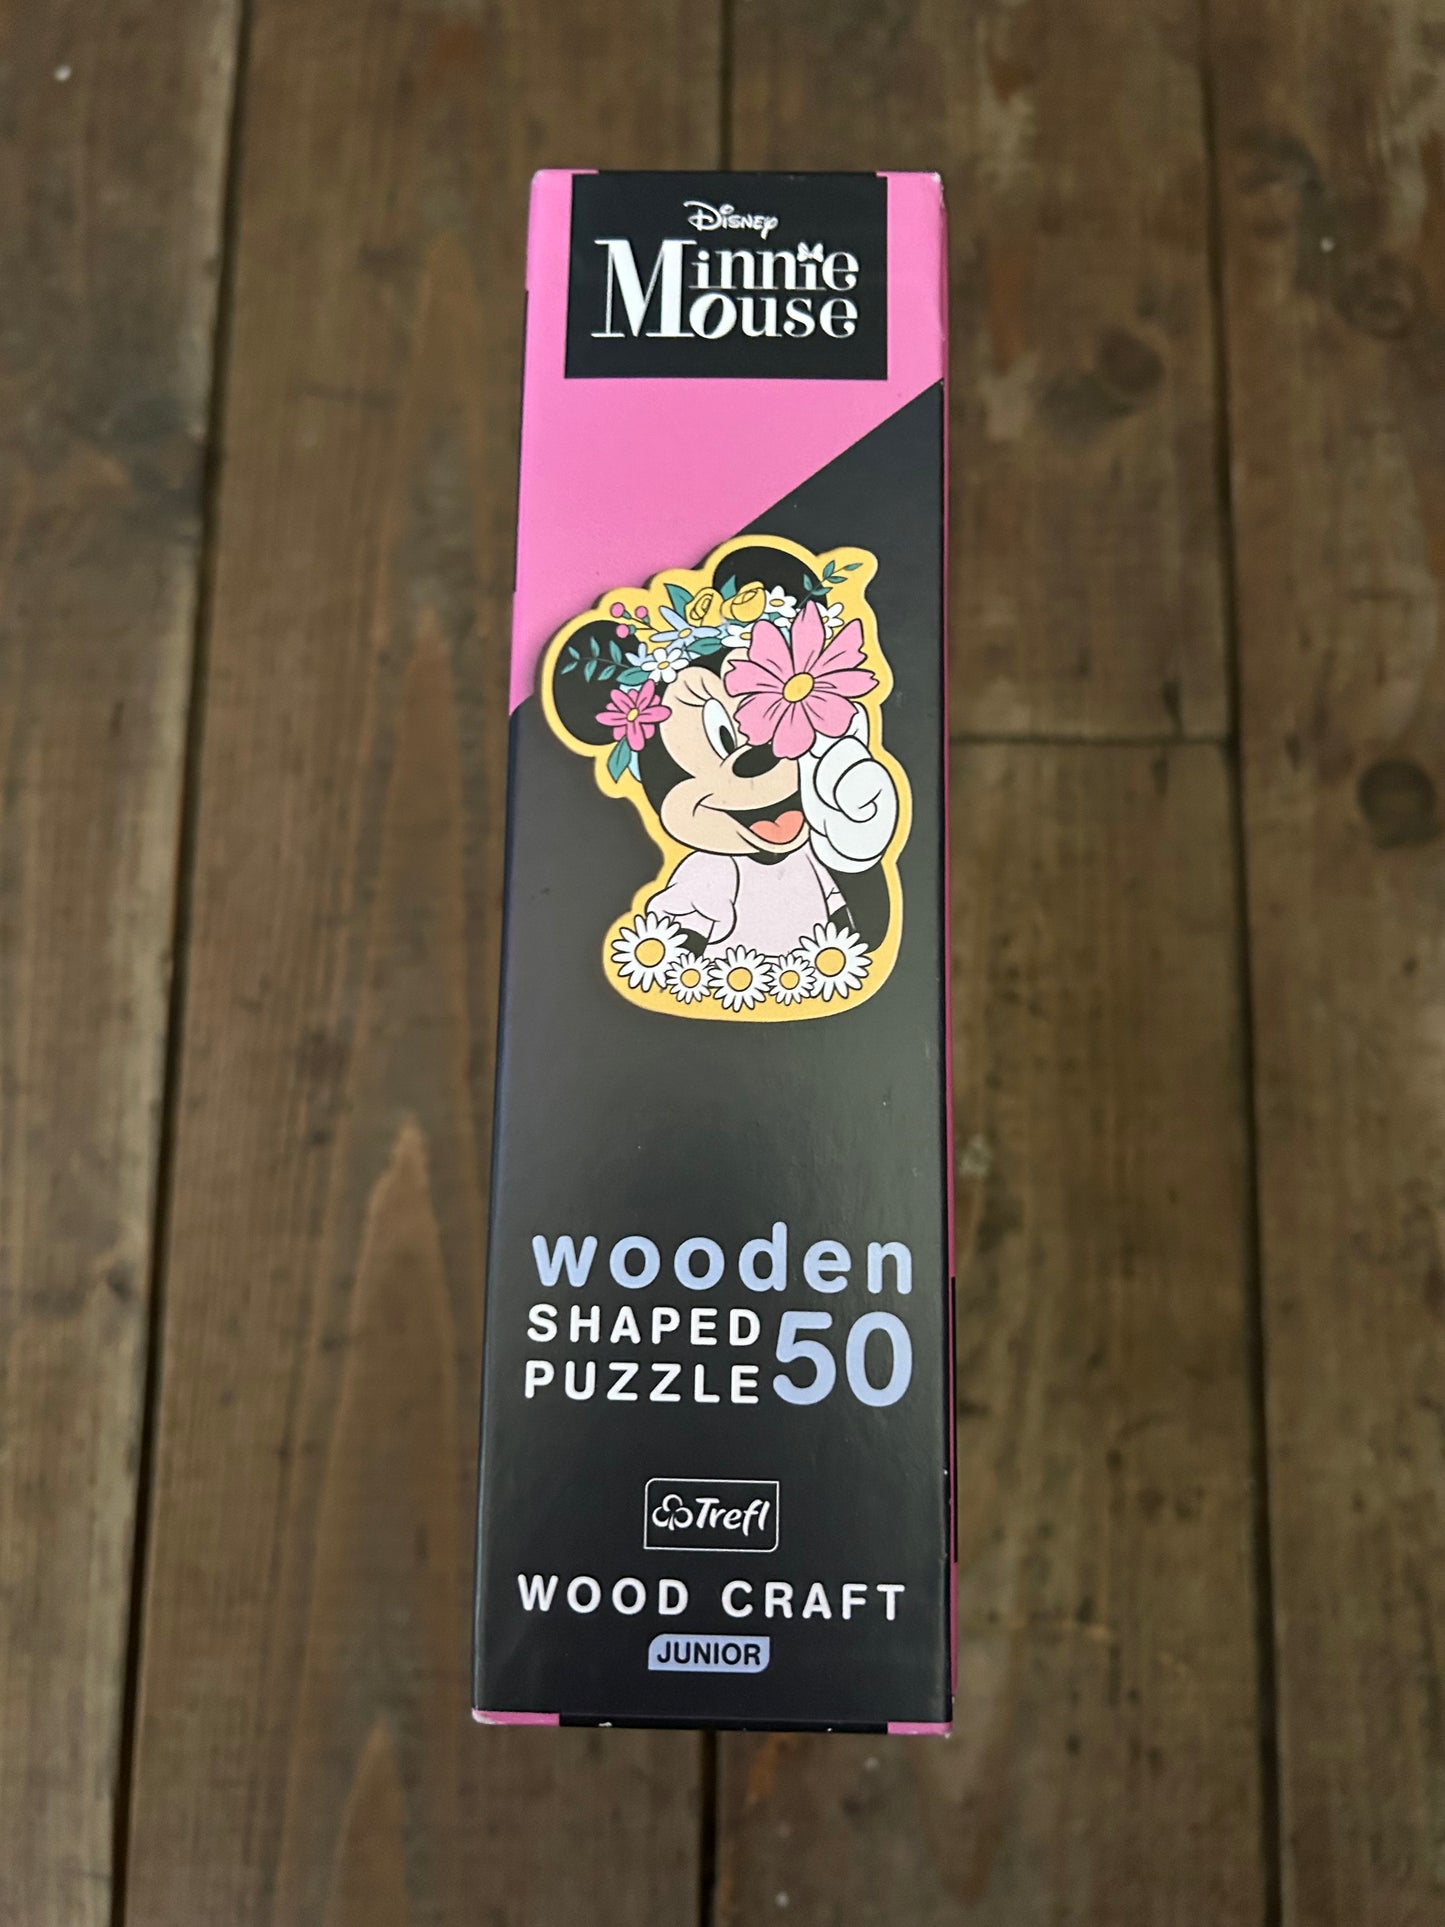 Disney
Minnie
Mouse
wooden
SHAPED
PUZZLE 50
Trefl
WOOD CRAFT
JUNIOR